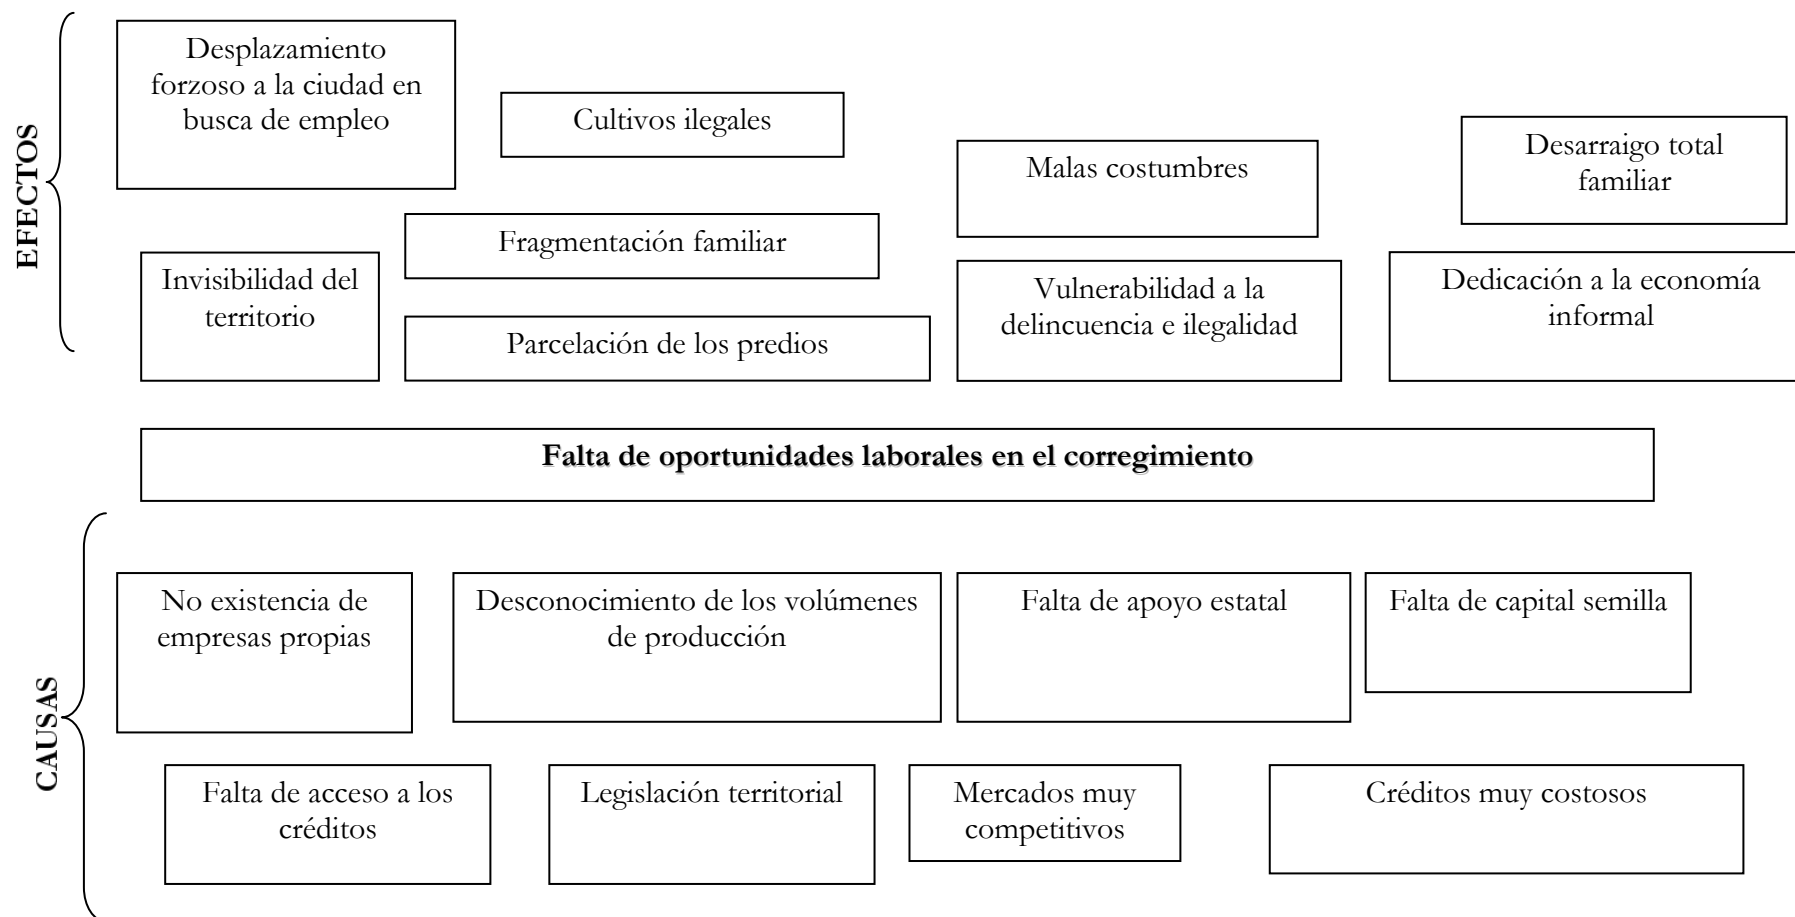 EFECTOS
Desplazamiento
forzoso a la ciudad en
busca de empleo
Cultivos ilegales
Malas costumbres
Desarraigo total
familiar
Invisibilidad del
territorio
Fragmentación familiar
Parcelación de los predios
Vulnerabilidad a la
delincuencia e ilegalidad
Dedicación a la economía
informal
Falta de oportunidades laborales en el corregimiento
CAUSAS
No existencia de
empresas propias
Desconocimiento de los volúmenes
de producción
Falta de apoyo estatal
Falta de capital semilla
Falta de acceso a los
créditos
Legislación territorial
Mercados muy
competitivos
Créditos muy costosos